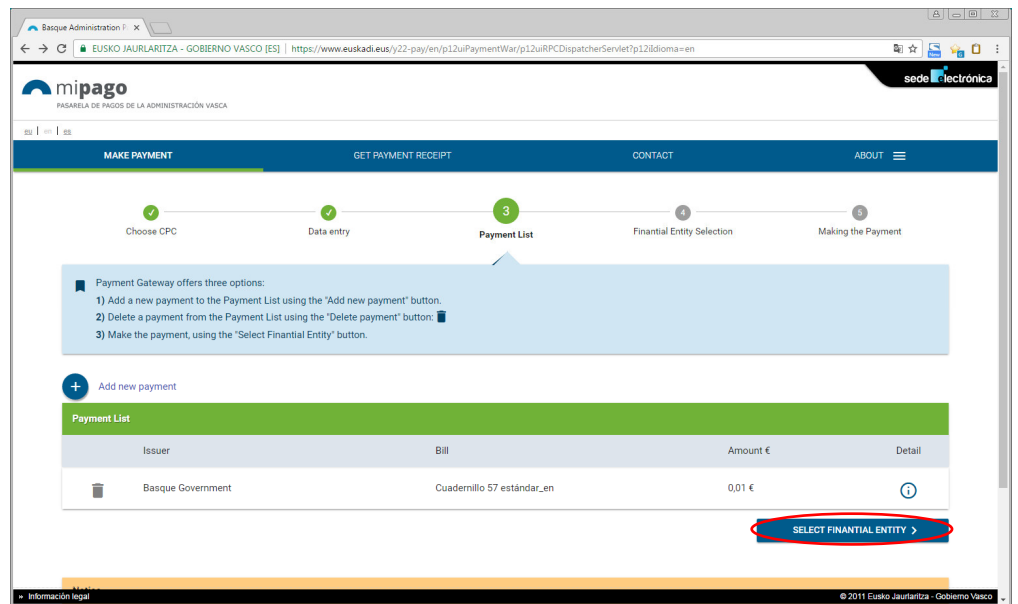 Basque Administration P
EUSKO JAURLARITZA - GOBIERNO VASCO [ES] | https://www.euskadi.eus/y22-pay/en/p12uiPaymentWar/p12uiRPCDispatcherServlet?p12iIdioma=en
New
sede electrónica
mipago
PASARELA DE PAGOS DE LA ADMINISTRACIÓN VASCA
eu | en | es
MAKE PAYMENT GET PAYMENT RECEIPT CONTACT ABOUT
3 4 5
Choose CPC Data entry Payment List Finantial Entity Selection Making the Payment
Payment Gateway offers three options:
1) Add a new payment to the Payment List using the "Add new payment" button.
2) Delete a payment from the Payment List using the "Delete payment" button:
3) Make the payment, using the "Select Finantial Entity" button.
Add new payment
Payment List
Issuer Bill Amount € Detail
Basque Government Cuadernillo 57 estándar_en 0,01 €
SELECT FINANTIAL ENTITY >
» Información legal © 2011 Eusko Jaurlaritza - Gobierno Vasco